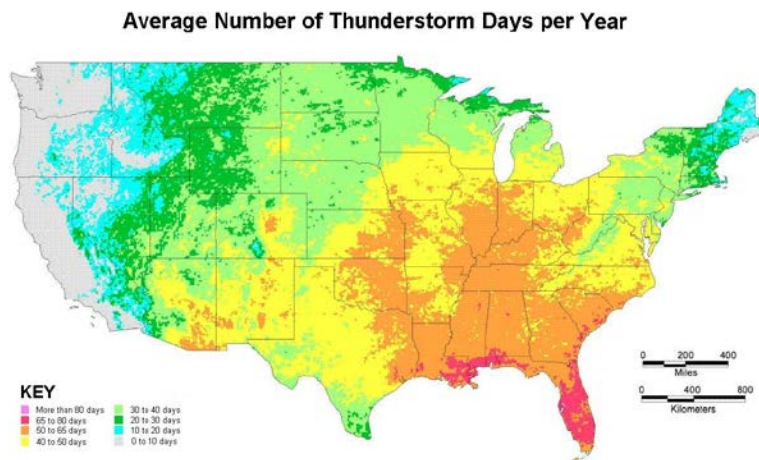 Average Number of Thunderstorm Days per Year
KEY
More than 80 days
65 to 80 days
50 to 65 days
40 to 50 days
30 to 40 days
20 to 30 days
10 to 20 days
0 to 10 days
0 200 400
Miles
0 400 800
Kilometers